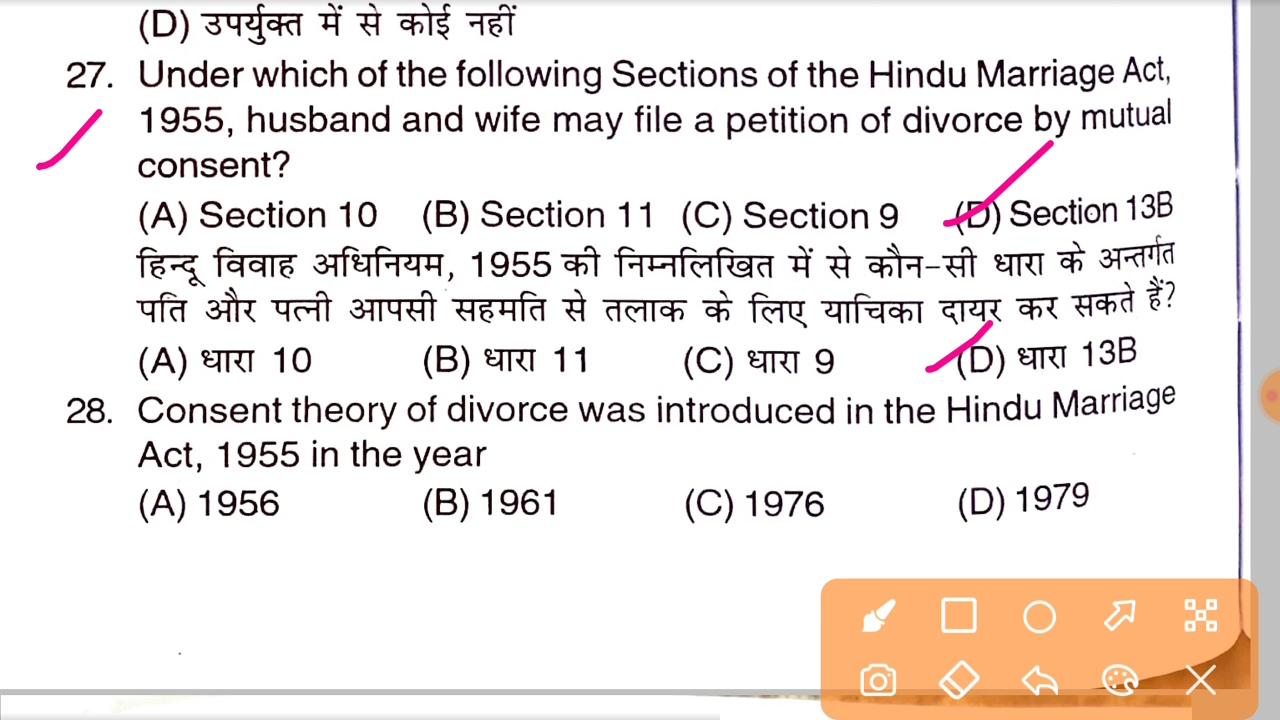 (D) उपर्युक्त में से कोई नहीं
27. Under which of the following Sections of the Hindu Marriage Act,
1955, husband and wife may file a petition of divorce by mutual
consent?
(A) Section 10 (B) Section 11 (C) Section 9 (D) Section 13B
हिन्दू विवाह अधिनियम, 1955 की निम्नलिखित में से कौन-सी धारा के अन्तर्गत
पति और पत्नी आपसी सहमति से तलाक के लिए याचिका दायर कर सकते हैं?
(A) धारा 10 (B) धारा 11 (C) धारा 9 (D) धारा 13B
28. Consent theory of divorce was introduced in the Hindu Marriage
Act, 1955 in the year
(A) 1956 (B) 1961 (C) 1976 (D) 1979